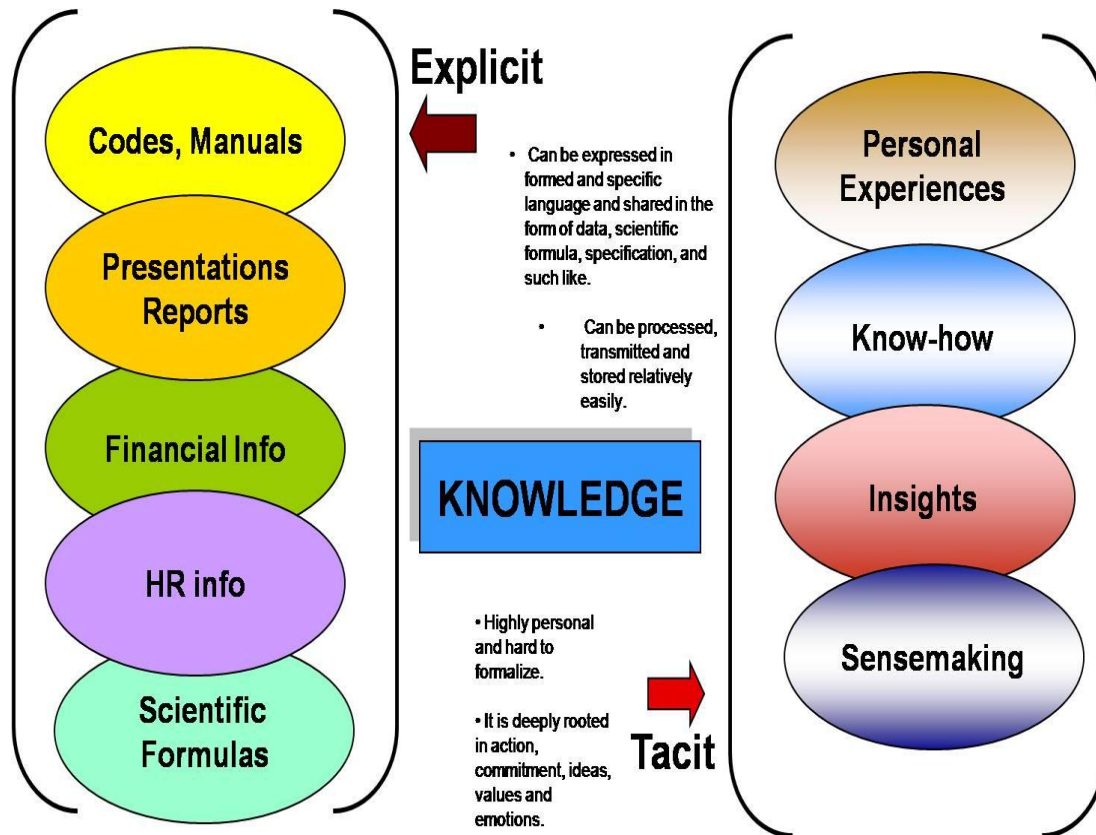 Codes, Manuals
Presentations
Reports
Financial Info
HR info
Scientific
Formulas
Explicit
• Can be expressed in
formed and specific
language and shared in the
form of data, scientific
formula, specification, and
such like.
• Can be processed,
transmitted and
stored relatively
easily.
KNOWLEDGE
• Highly personal
and hard to
formalize.
• It is deeply rooted
in action,
commitment, ideas,
values and
emotions.
Tacit
Personal
Experiences
Know-how
Insights
Sensemaking